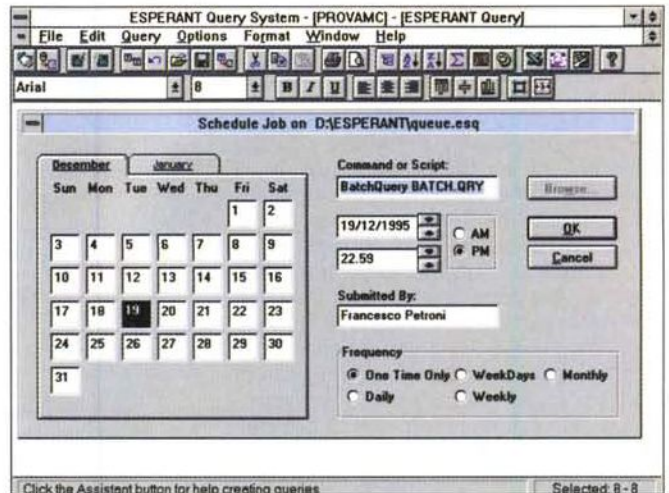 ESPERANT Query System - [PROVAMC] - [ESPERANT Query]
File Edit Query Options Format Window Help
Arial 8 B I U
Schedule Job on D:\ESPERANT\queue.esq
December January
Sun Mon Tue Wed Thu Fri Sat
1 2
3 4 5 6 7 8 9
10 11 12 13 14 15 16
17 18 19 20 21 22 23
24 25 26 27 28 29 30
31
Command or Script:
BatchQuery BATCH.QRY
Browse...
19/12/1995
AM
OK
22.59
PM
Cancel
Submitted By:
Francesco Petroni
Frequency
One Time Only WeekDays Monthly
Daily Weekly
Click the Assistant button for help creating queries
Selected: 8 - 8